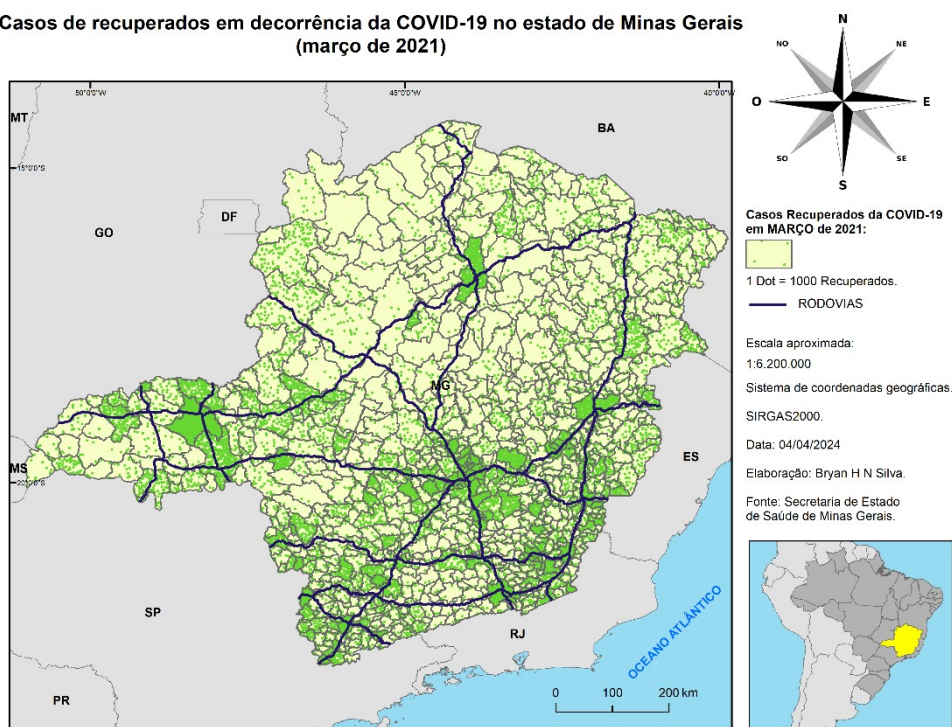 Casos de recuperados em decorrência da COVID-19 no estado de Minas Gerais
(março de 2021)
50°0'0"W
45°0'0"W
40°0'0"W
MT
BA
15°0'0"S
DF
GO
MG
MS
20°0'0"S
ES
SP
RJ
OCEANO ATLÂNTICO
PR
0 100 200 km
N
NO
NE
O
E
SO
SE
S
Casos Recuperados da COVID-19
em MARÇO de 2021:
1 Dot = 1000 Recuperados.
RODOVIAS
Escala aproximada:
1:6.200.000
Sistema de coordenadas geográficas.
SIRGAS2000.
Data: 04/04/2024
Elaboração: Bryan H N Silva.
Fonte: Secretaria de Estado
de Saúde de Minas Gerais.